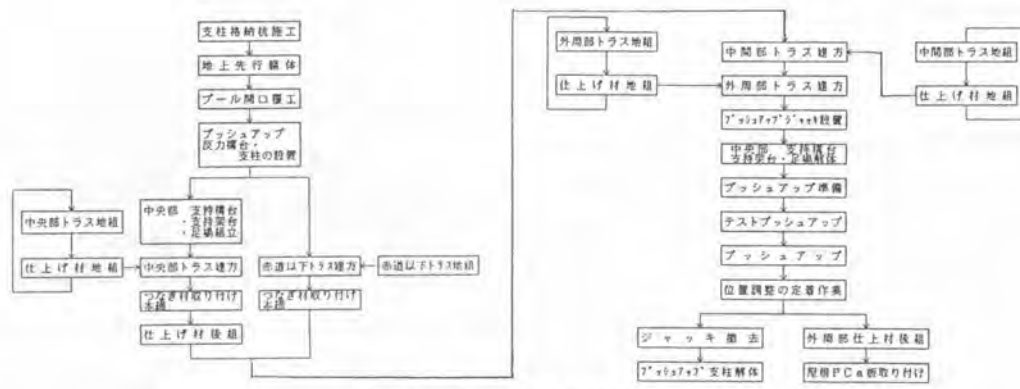 支柱格納坑施工
地上先行躯体
プール開口覆工
プッシュアップ
反力構台・
支柱の設置
中央部トラス地組
仕上げ材地組
中央部 支持構台
・支持架台
・足場組立
中央部トラス建方
つなぎ材取り付け
本締
仕上げ材後組
赤道以下トラス建方
赤道以下トラス地組
つなぎ材取り付け
本締
外周部トラス地組
仕上げ材地組
中間部トラス建方
外周部トラス建方
中間部トラス地組
仕上げ材地組
プッシュアップジャッキ設置
中央部 支持構台
支持架台・足場解体
プッシュアップ準備
テストプッシュアップ
プッシュアップ
位置調整の定着作業
ジャッキ撤去
プッシュアップ支柱解体
外周部仕上材後組
屋根PCa板取り付け